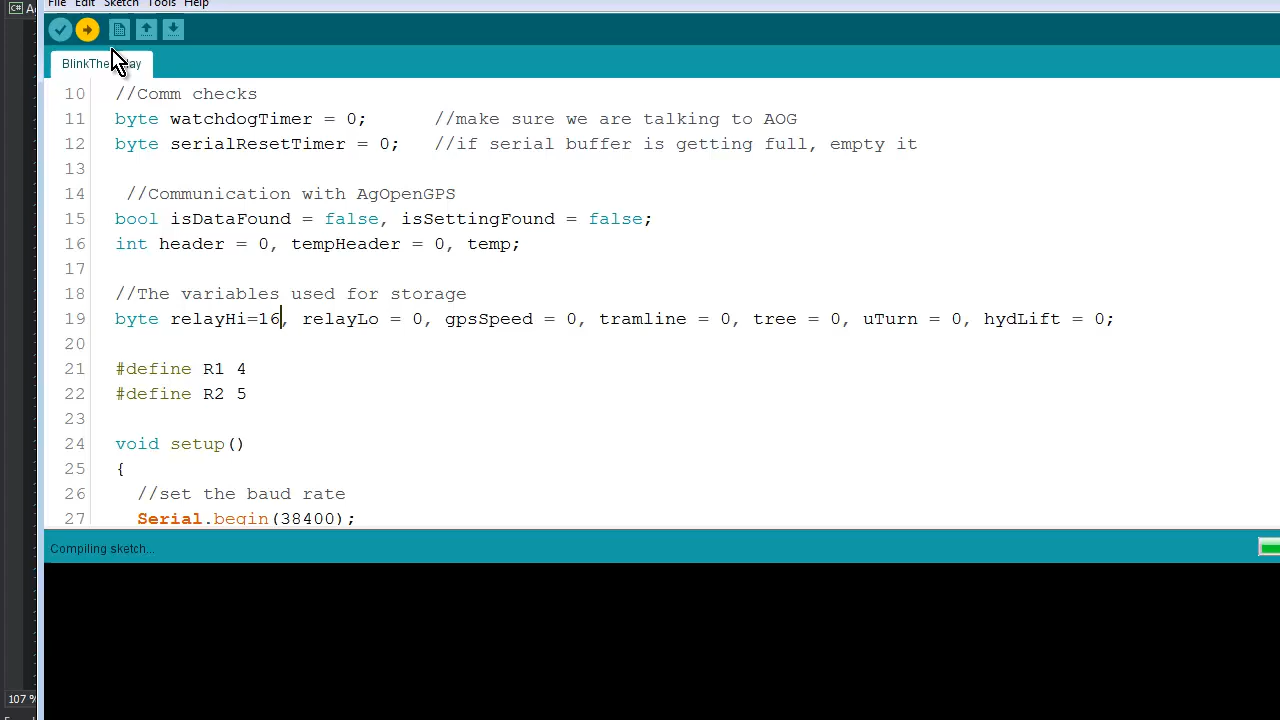 File Edit Sketch Tools Help
BlinkThe ay
10 //Comm checks
11 byte watchdogTimer = 0; //make sure we are talking to AOG
12 byte serialResetTimer = 0; //if serial buffer is getting full, empty it
13
14 //Communication with AgOpenGPS
15 bool isDataFound = false, isSettingFound = false;
16 int header = 0, tempHeader = 0, temp;
17
18 //The variables used for storage
19 byte relayHi=16, relayLo = 0, gpsSpeed = 0, tramline = 0, tree = 0, uTurn = 0, hydLift = 0;
20
21 #define R1 4
22 #define R2 5
23
24 void setup()
25 {
26 //set the baud rate
27 Serial.begin(38400);
Compiling sketch...
107 %